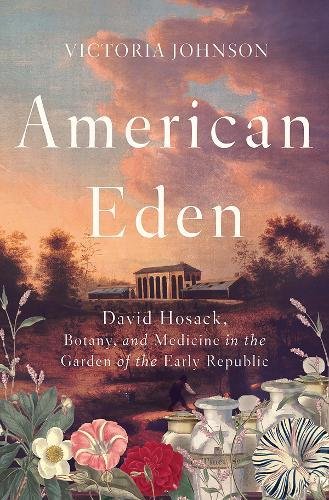 VICTORIA JOHNSON
American
Eden
David Hosack,
Botany, and Medicine in the
Garden of the Early Republic